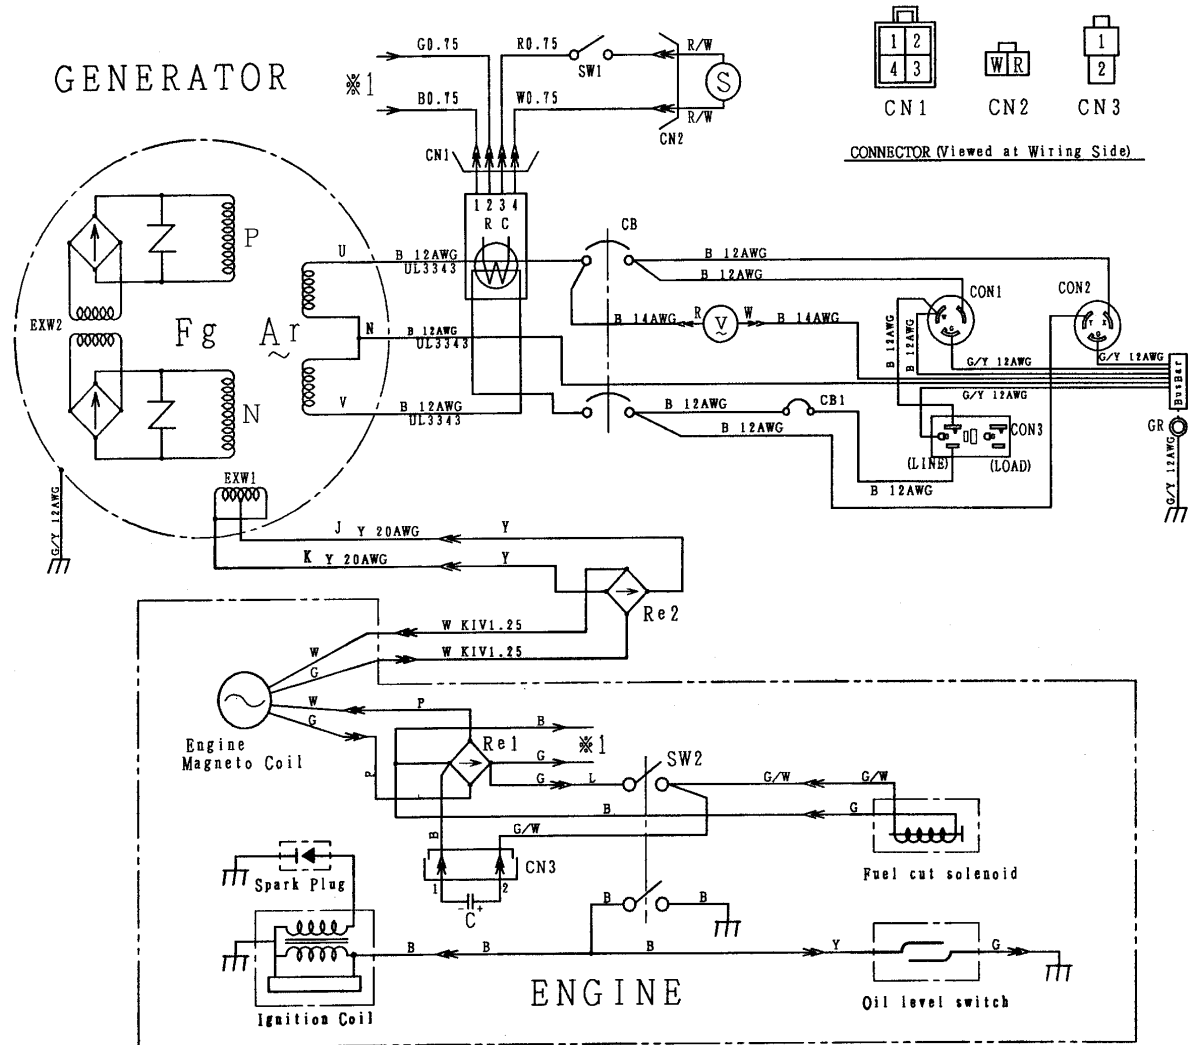 GENERATOR
※1
G0.75
R0.75
SW1
R/W
S
B0.75
W0.75
R/W
CN2
CN1
1 2
4 3
CN1
W R
CN2
1
2
CN3
CONNECTOR (Viewed at Wiring Side)
1 2 3 4
R C
W
CB
U
B 12AWG
UL3343
B 12AWG
B 12AWG
CON1
CON2
P
EXW2
Fg
Ar
N
B 12AWG
UL3343
B 14AWG
R
V
W
B 14AWG
W
G
Y X
G
B 12AWG
B 12AWG
G/Y 12AWG
G/Y 12AWG
G/Y 12AWG
BusBar
N
V
B 12AWG
UL3343
B 12AWG
B 12AWG
CB1
CON3
(LINE)
(LOAD)
B 12AWG
GR
G/Y 12AWG
G/Y 12AWG
EXW1
J Y 20AWG
Y
K Y 20AWG
Y
Re2
W KIV1.25
W KIV1.25
W
G
W
G
P
P
Engine
Magneto Coil
Re1
B
G
※1
G
L
SW2
G/W
G/W
B
G
B
G/W
CN3
1
2
- +
C
Fuel cut solenoid
Spark Plug
B
B
B
B
B
Y
G
Ignition Coil
ENGINE
Oil level switch